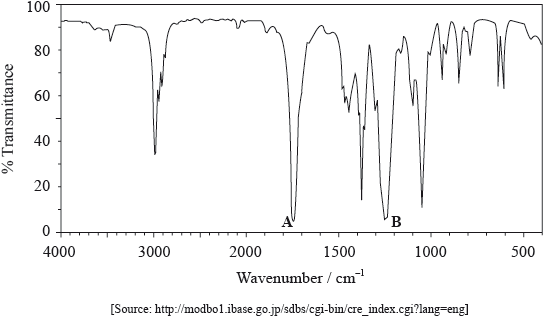 100
80
60
40
20
0
% Transmittance
A
B
4000
3000
2000
1500
1000
500
Wavenumber / cm⁻¹
[Source: http://modbo1.ibase.go.jp/sdbs/cgi-bin/cre_index.cgi?lang=eng]